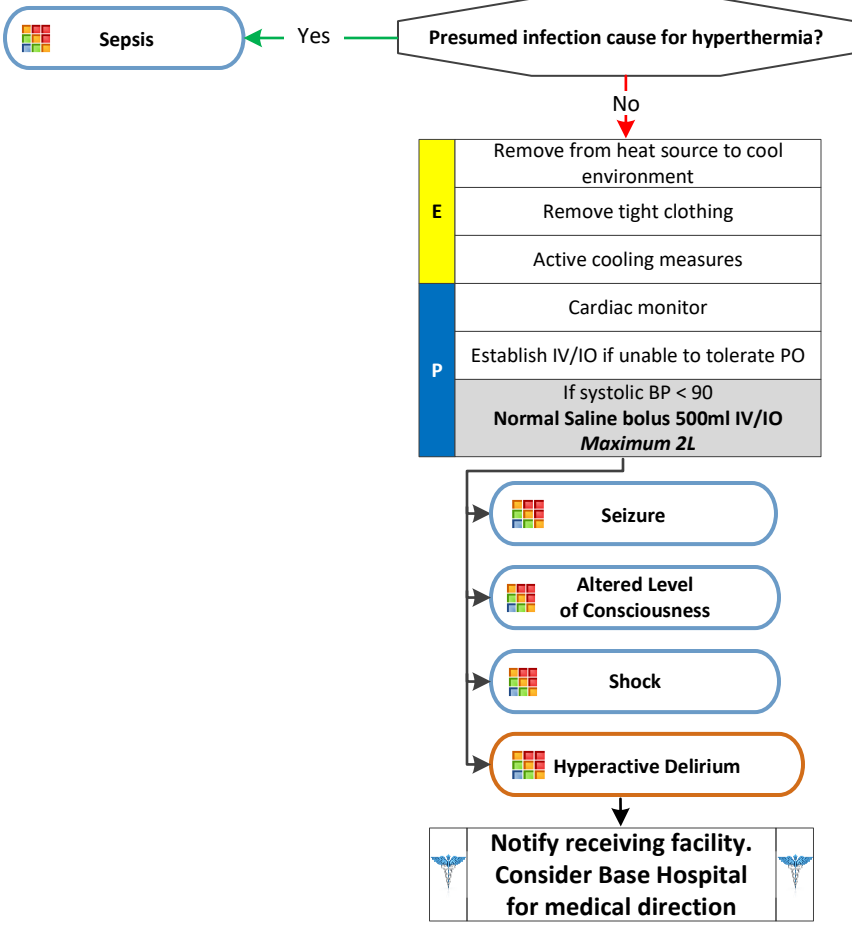 Sepsis
Yes
Presumed infection cause for hyperthermia?
No
E
Remove from heat source to cool
environment
Remove tight clothing
Active cooling measures
P
Cardiac monitor
Establish IV/IO if unable to tolerate PO
If systolic BP < 90
Normal Saline bolus 500ml IV/IO
Maximum 2L
Seizure
Altered Level
of Consciousness
Shock
Hyperactive Delirium
Notify receiving facility.
Consider Base Hospital
for medical direction